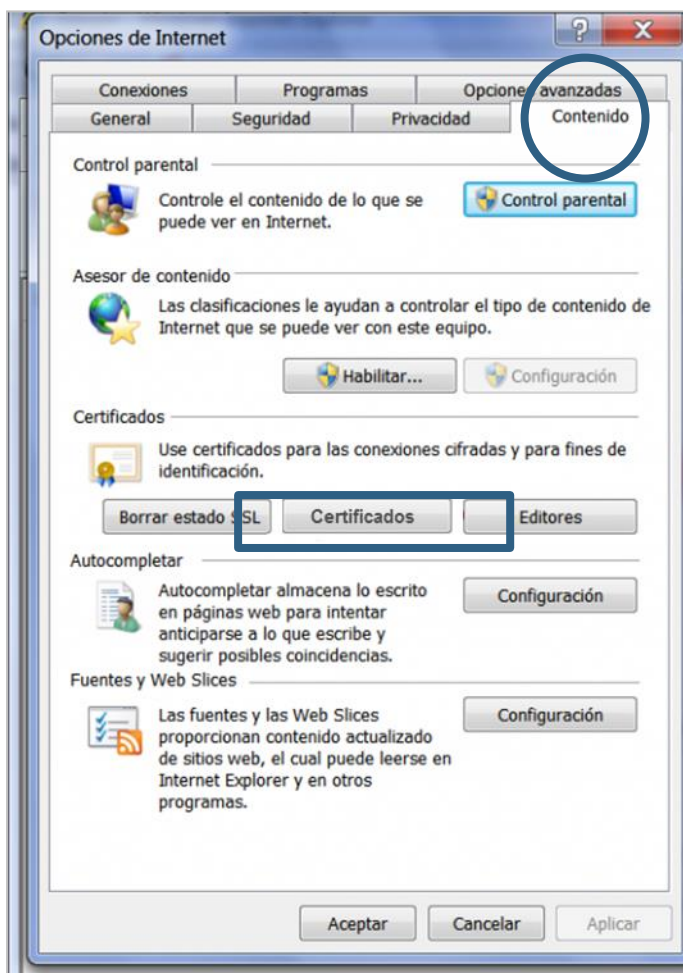 Opciones de Internet
Conexiones Programas Opciones avanzadas
General Seguridad Privacidad Contenido
Control parental
Controle el contenido de lo que se
puede ver en Internet.
Control parental
Asesor de contenido
Las clasificaciones le ayudan a controlar el tipo de contenido de
Internet que se puede ver con este equipo.
Habilitar... Configuración
Certificados
Use certificados para las conexiones cifradas y para fines de
identificación.
Borrar estado SSL Certificados Editores
Autocompletar
Autocompletar almacena lo escrito
en páginas web para intentar
anticiparse a lo que escribe y
sugerir posibles coincidencias.
Configuración
Fuentes y Web Slices
Las fuentes y las Web Slices
proporcionan contenido actualizado
de sitios web, el cual puede leerse en
Internet Explorer y en otros
programas.
Configuración
Aceptar Cancelar Aplicar